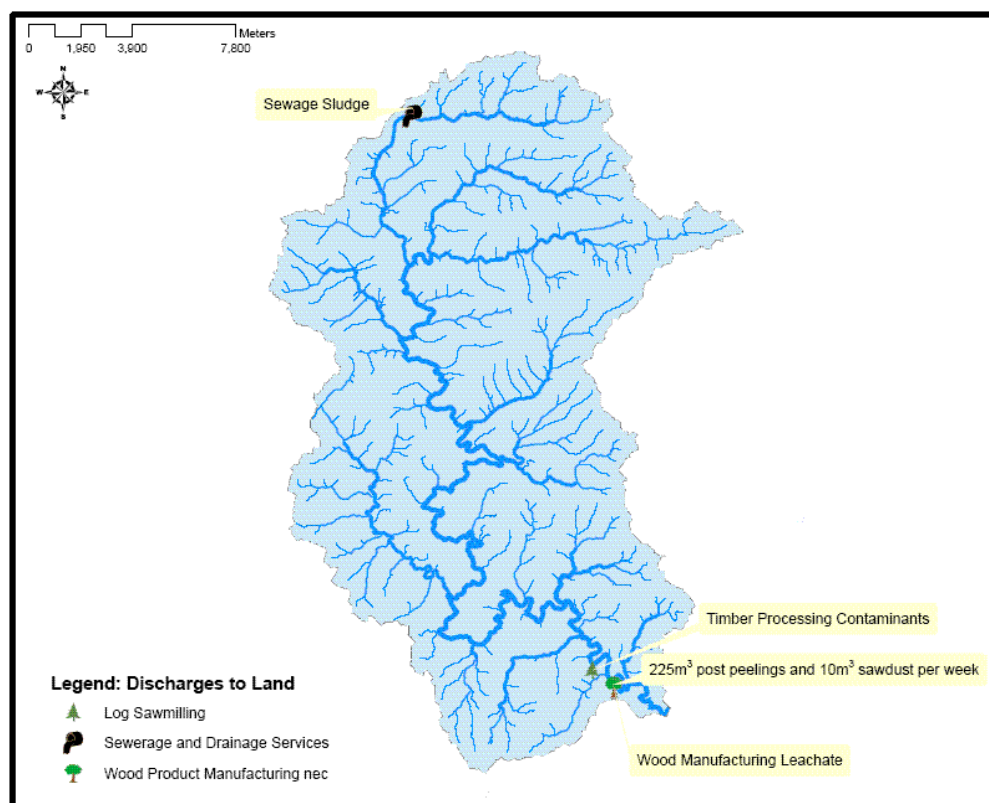 Meters
0 1,950 3,900 7,800
N
W E
S
Sewage Sludge
Timber Processing Contaminants
225m³ post peelings and 10m³ sawdust per week
Wood Manufacturing Leachate
Legend: Discharges to Land
Log Sawmilling
Sewerage and Drainage Services
Wood Product Manufacturing nec